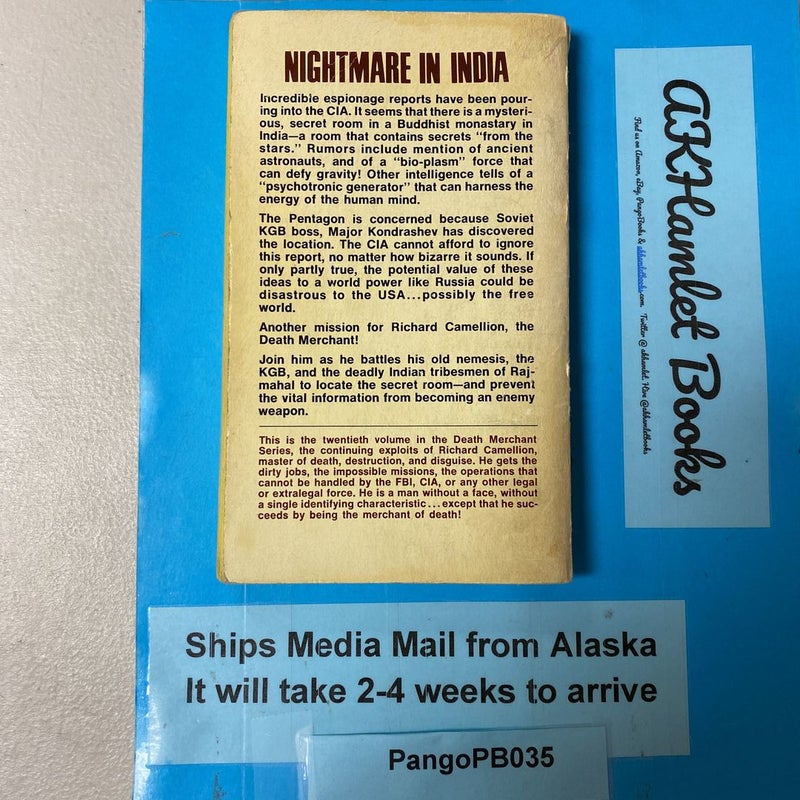 NIGHTMARE IN INDIA
Incredible espionage reports have been pour-
ing into the CIA. It seems that there is a mysteri-
ous, secret room in a Buddhist monastary in
India—a room that contains secrets "from the
stars." Rumors include mention of ancient
astronauts, and of a "bio-plasm" force that
can defy gravity! Other intelligence tells of a
"psychotronic generator" that can harness the
energy of the human mind.
The Pentagon is concerned because Soviet
KGB boss, Major Kondrashev has discovered
the location. The CIA cannot afford to ignore
this report, no matter how bizarre it sounds. If
only partly true, the potential value of these
ideas to a world power like Russia could be
disastrous to the USA...possibly the free
world.
Another mission for Richard Camellion, the
Death Merchant!
Join him as he battles his old nemesis, the
KGB, and the deadly Indian tribesmen of Raj-
mahal to locate the secret room—and prevent
the vital information from becoming an enemy
weapon.
This is the twentieth volume in the Death Merchant
Series, the continuing exploits of Richard Camellion,
master of death, destruction, and disguise. He gets the
dirty jobs, the impossible missions, the operations that
cannot be handled by the FBI, CIA, or any other legal
or extralegal force. He is a man without a face, without
a single identifying characteristic...except that he suc-
ceeds by being the merchant of death!
AKHamlet Books
Find us on Amazon, eBay, PangoBooks & akhamletbooks.com. Twitter @ akhamlet. Hive @akhamletbooks
Ships Media Mail from Alaska
It will take 2-4 weeks to arrive
PangoPB035